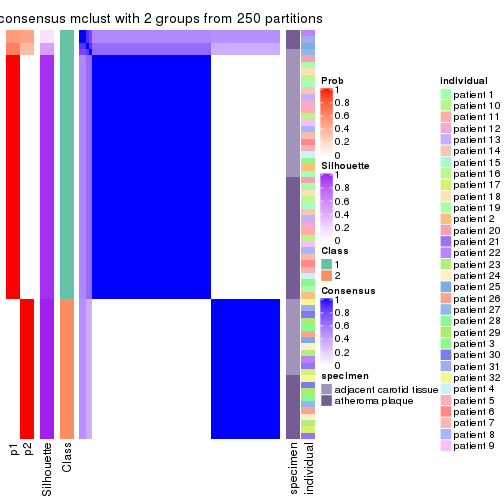 consensus mclust with 2 groups from 250 partitions
Prob
1
0.8
0.6
0.4
0.2
0
Silhouette
1
0.8
0.6
0.4
0.2
0
Class
1
2
Consensus
1
0.8
0.6
0.4
0.2
0
specimen
adjacent carotid tissue
atheroma plaque
individual
patient 1
patient 10
patient 11
patient 12
patient 13
patient 14
patient 15
patient 16
patient 17
patient 18
patient 19
patient 2
patient 20
patient 21
patient 22
patient 23
patient 24
patient 25
patient 26
patient 27
patient 28
patient 29
patient 3
patient 30
patient 31
patient 32
patient 4
patient 5
patient 6
patient 7
patient 8
patient 9
p1
p2
Silhouette
Class
specimen
individual